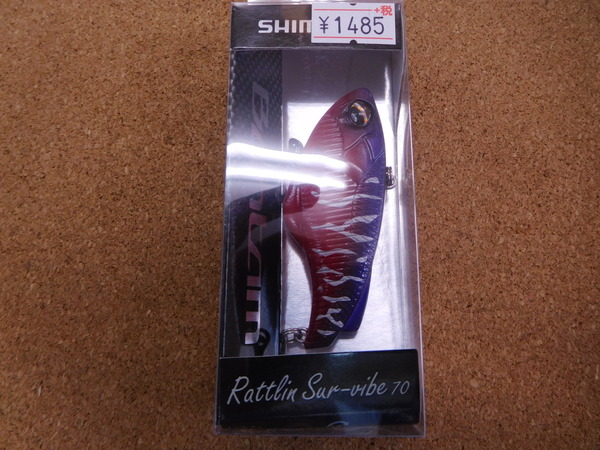 +税
¥1485
SHIM
Rattlin Sur-vibe 70